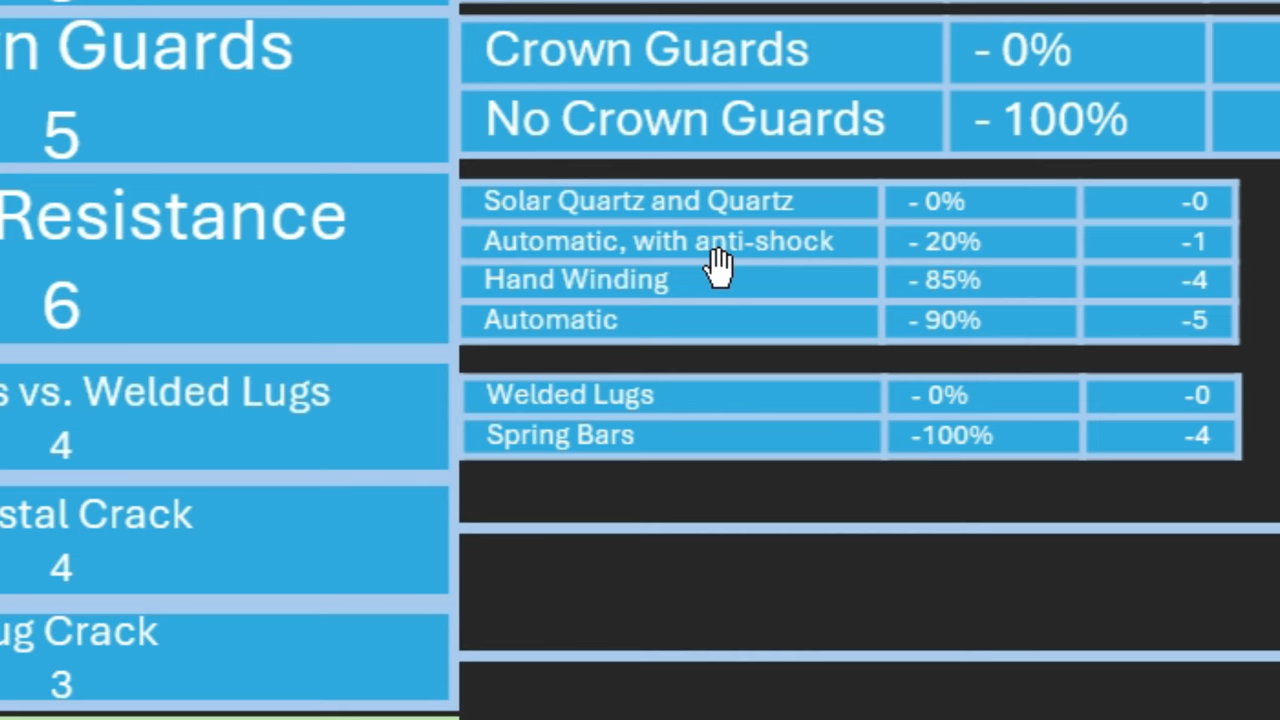 n Guards
5
Resistance
6
s vs. Welded Lugs
4
stal Crack
4
ug Crack
3
Crown Guards - 0%
No Crown Guards - 100%
Solar Quartz and Quartz - 0% -0
Automatic, with anti-shock - 20% -1
Hand Winding - 85% -4
Automatic - 90% -5
Welded Lugs - 0% -0
Spring Bars -100% -4